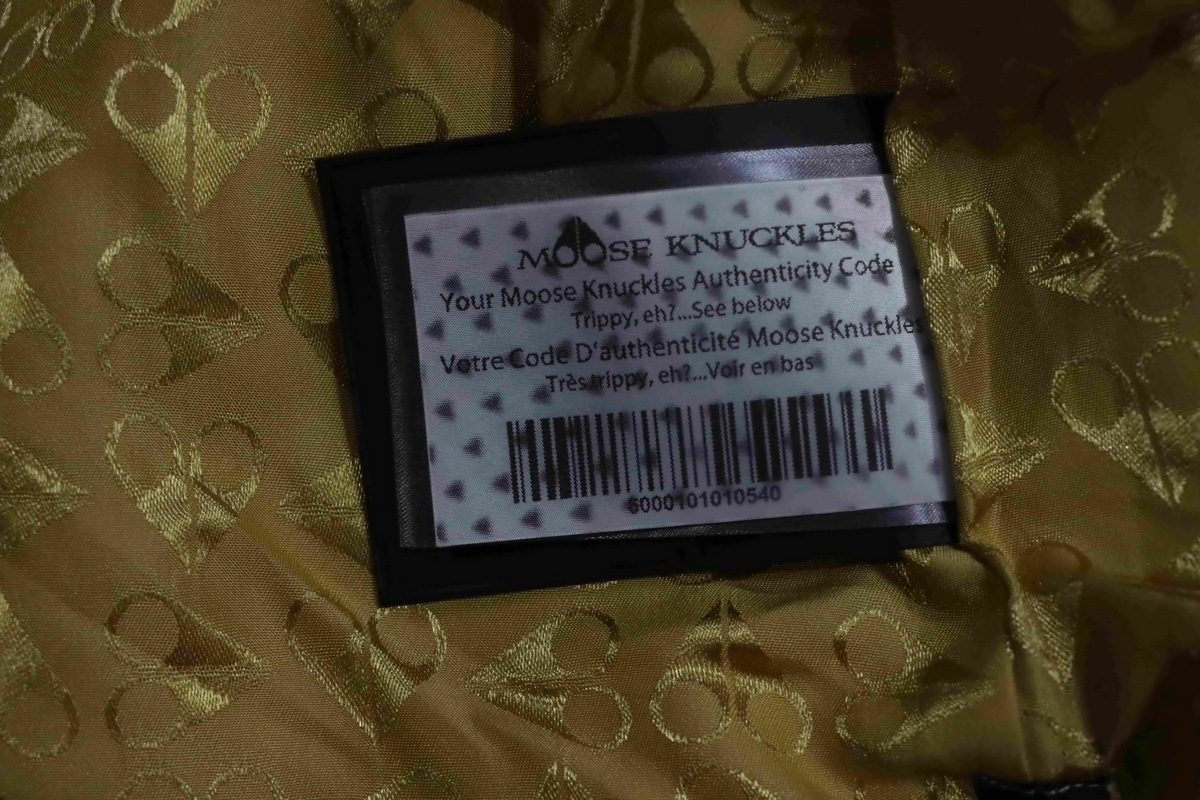 MOOSE KNUCKLES
Your Moose Knuckles Authenticity Code
Trippy, eh?...See below
Votre Code D'authenticité Moose Knuckles
Très trippy, eh?...Voir en bas
6000101010540